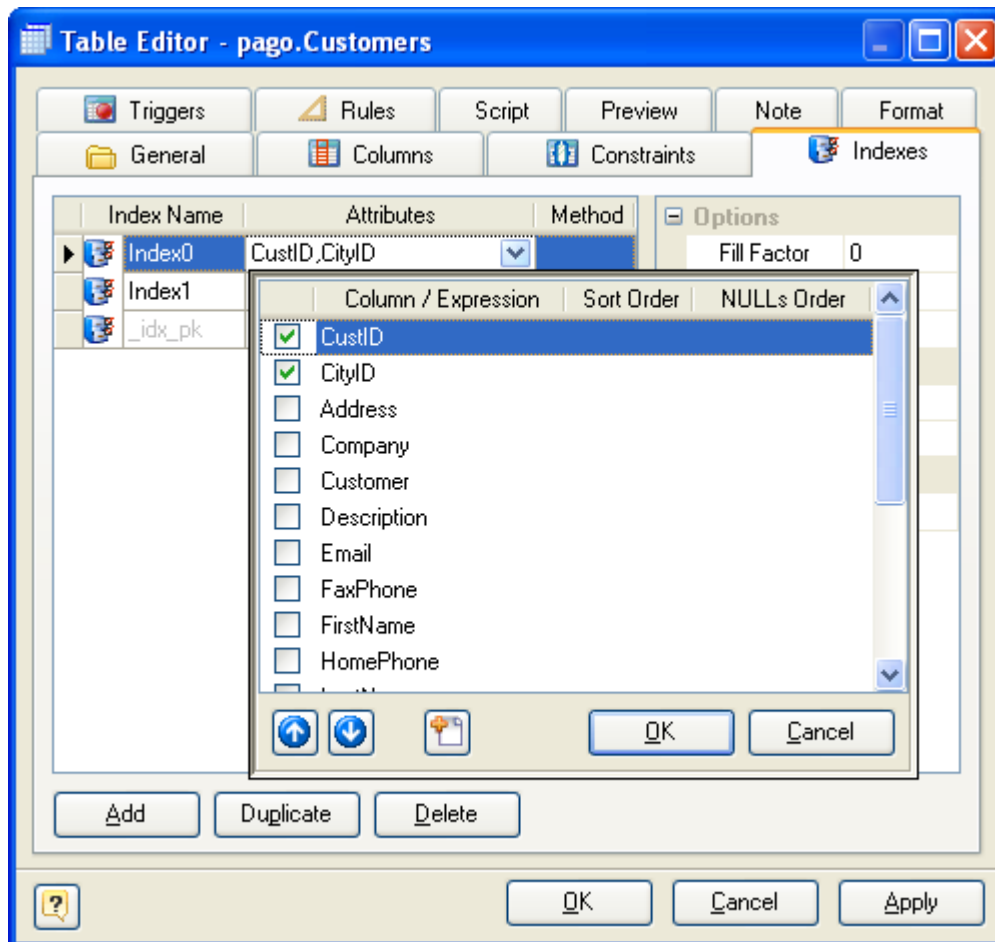 Table Editor - pago.Customers
Triggers Rules Script Preview Note Format
General Columns Constraints Indexes
Index Name Attributes Method Options
Index0 CustID,CityID Fill Factor 0
Index1 Column / Expression Sort Order NULLs Order
_idx_pk CustID
CityID
Address
Company
Customer
Description
Email
FaxPhone
FirstName
HomePhone
OK Cancel
Add Duplicate Delete
OK Cancel Apply